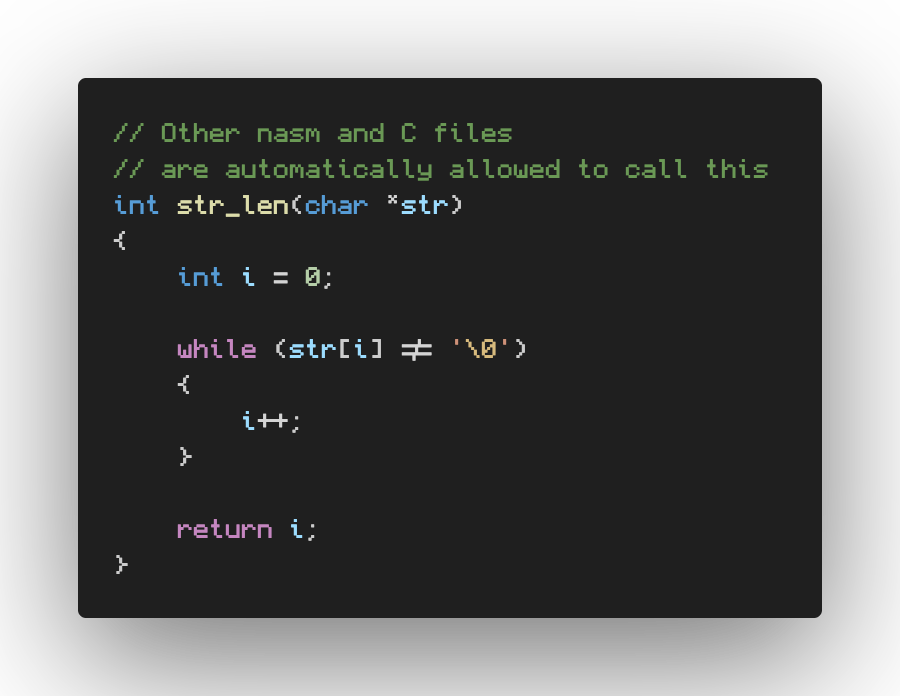 // Other nasm and C files
// are automatically allowed to call this
int str_len(char *str)
{
    int i = 0;

    while (str[i] != '\0')
    {
        i++;
    }

    return i;
}